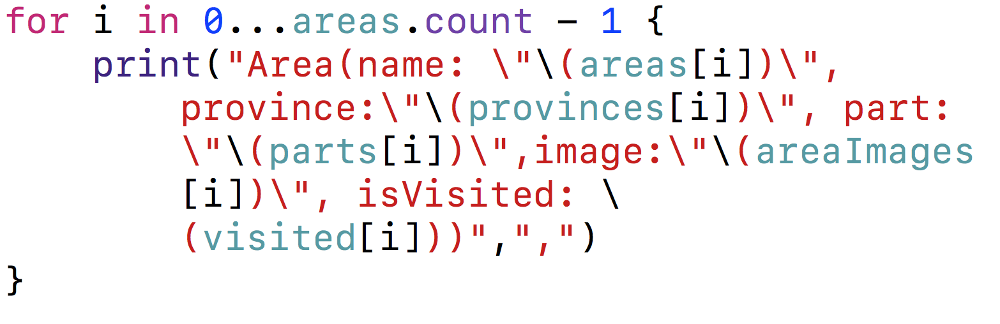 for i in 0...areas.count - 1 {
    print("Area(name: \"\(areas[i])\",
        province:\"\(provinces[i])\", part:
        \"\(parts[i])\",image:\"\(areaImages
        [i])\", isVisited: \
        (visited[i]))",",")
}